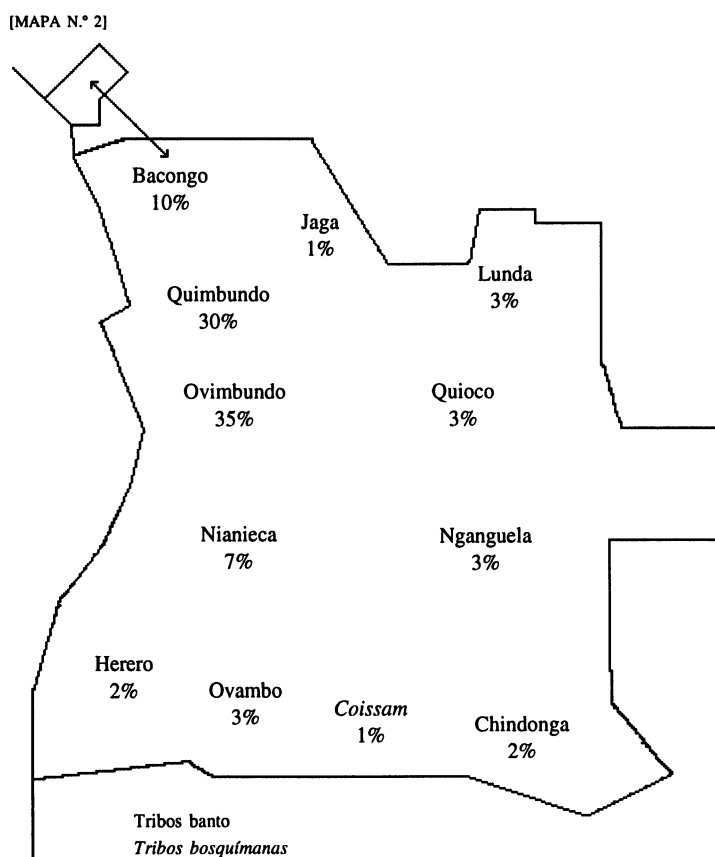 [MAPA N.º 2]
Bacongo
10%
Jaga
1%
Lunda
3%
Quimbundo
30%
Ovimbundo
35%
Quioco
3%
Nianieca
7%
Nganguela
3%
Herero
2%
Ovambo
3%
Coissam
1%
Chindonga
2%
Tribos banto
Tribos bosquímanas